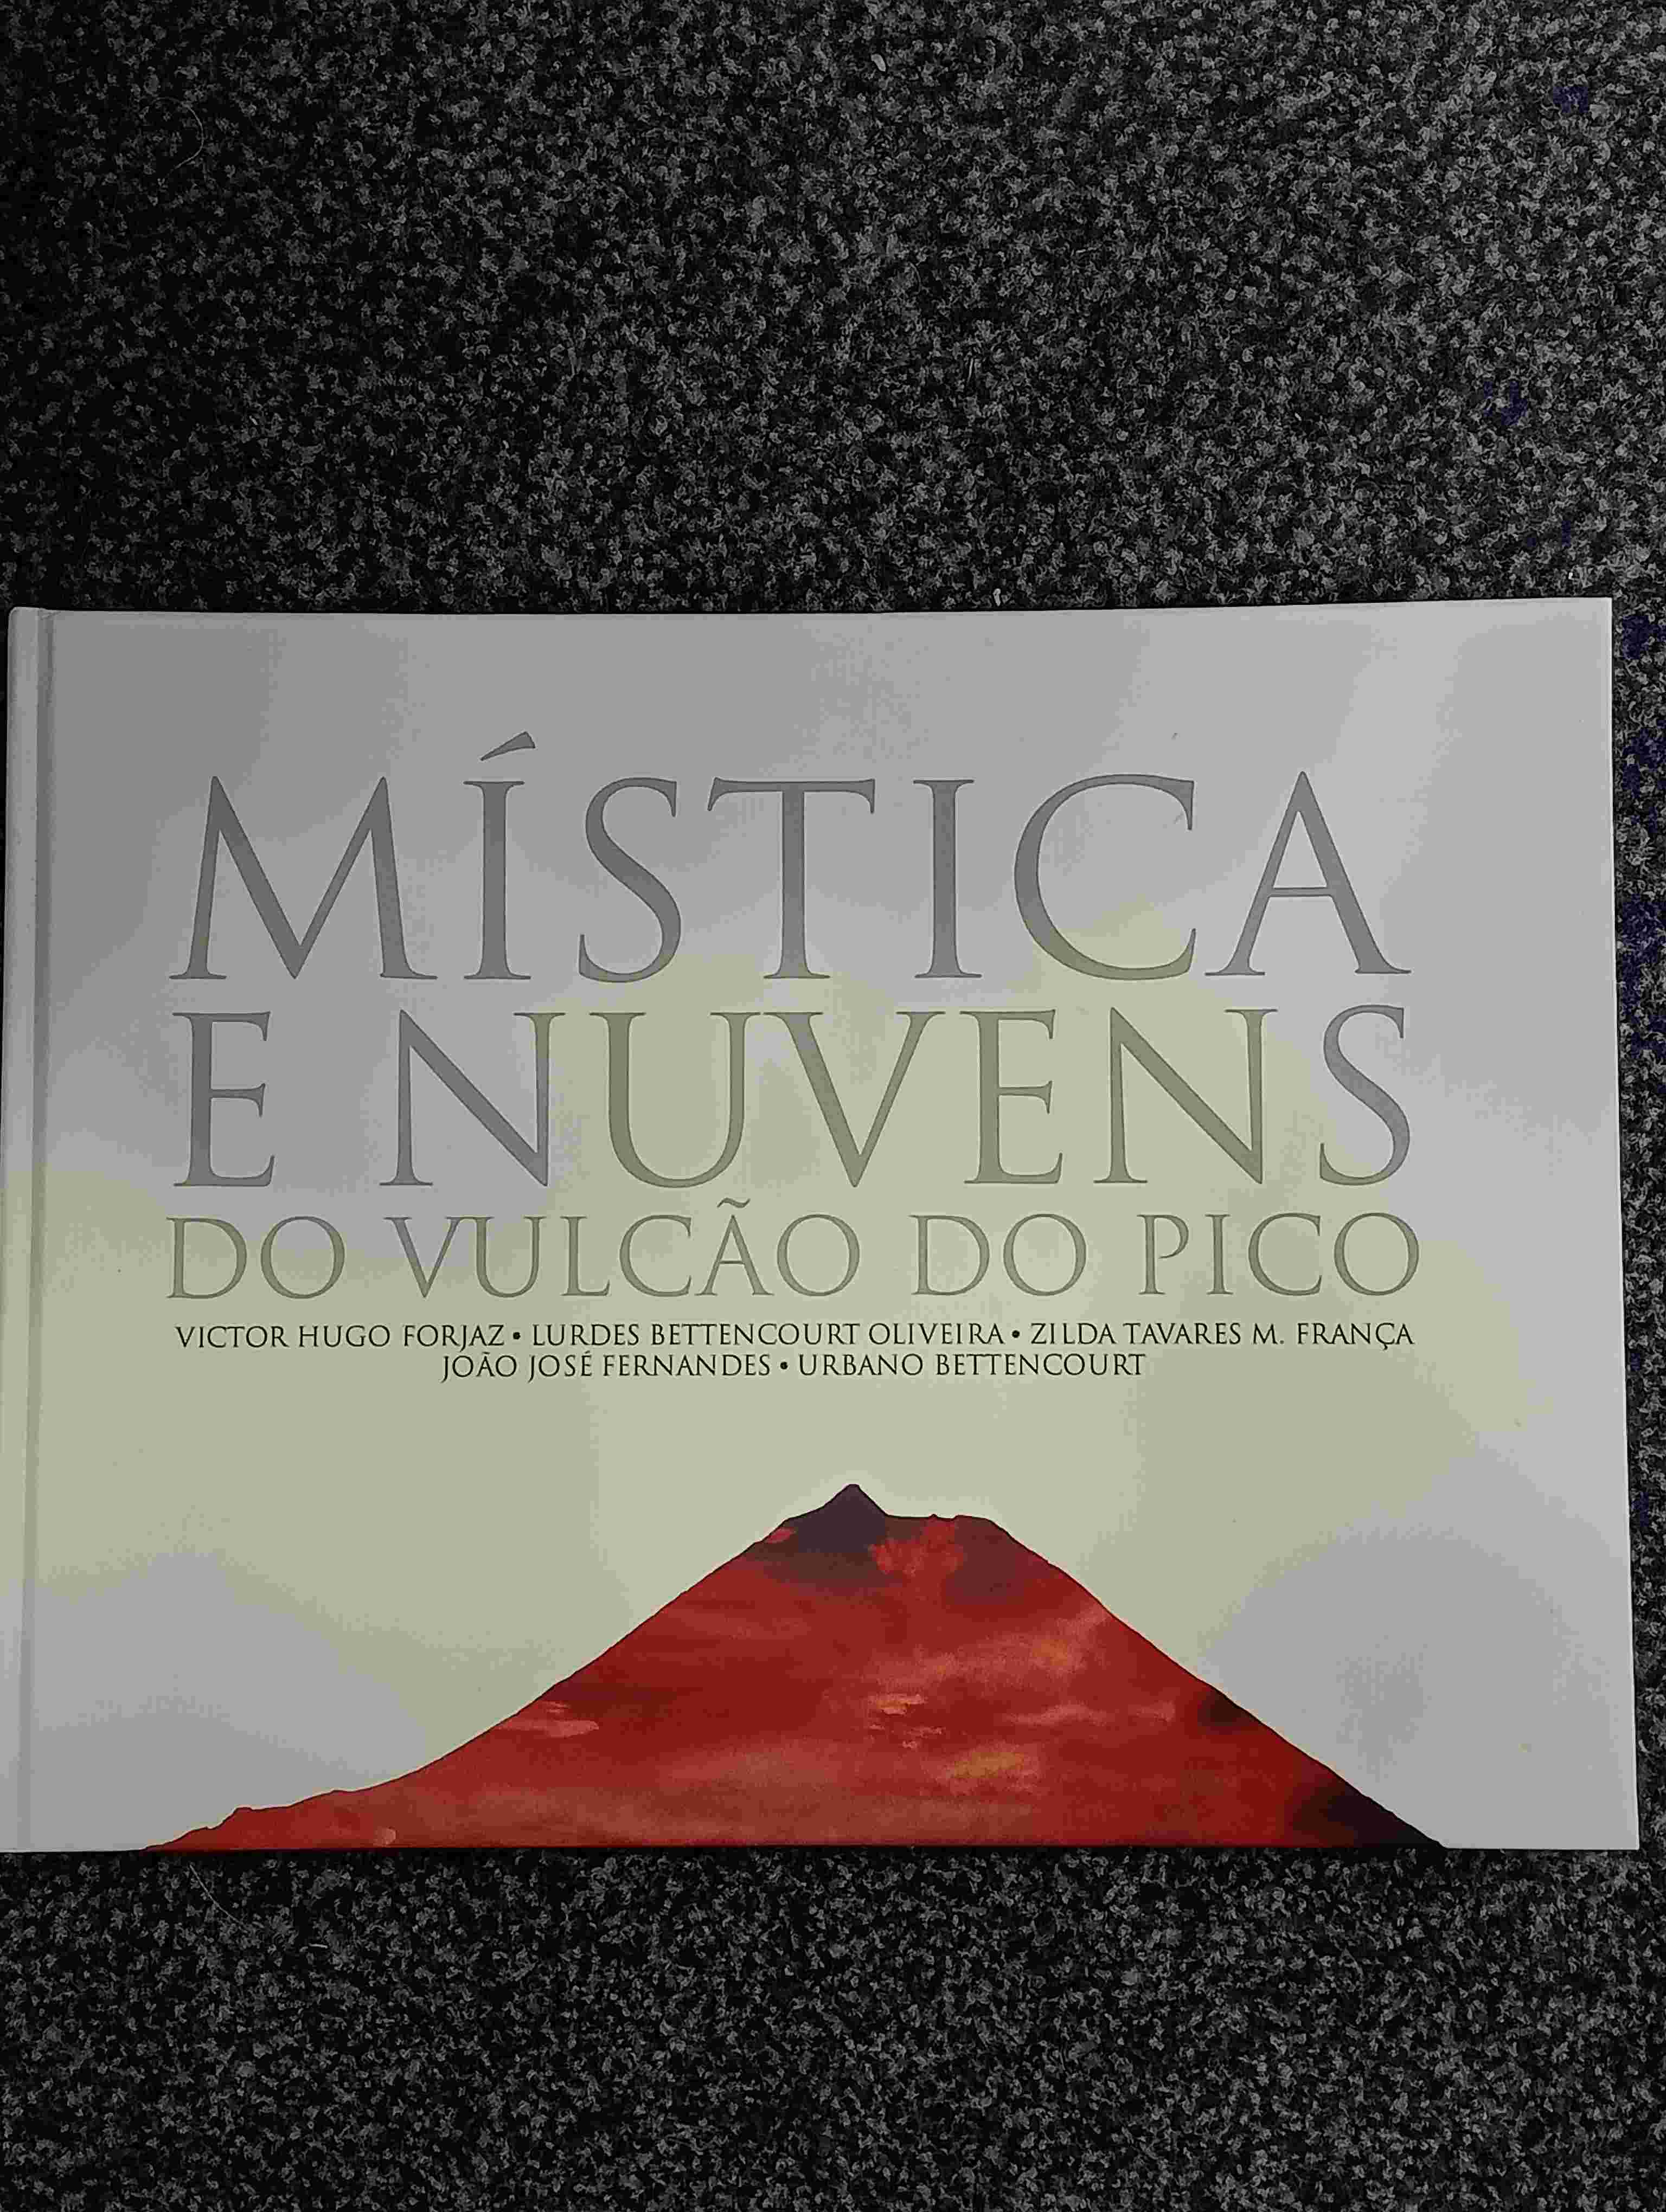 MÍSTICA
E NUVENS
DO VULCÃO DO PICO
VICTOR HUGO FORJAZ • LURDES BETTENCOURT OLIVEIRA • ZILDA TAVARES M. FRANÇA
JOÃO JOSÉ FERNANDES • URBANO BETTENCOURT